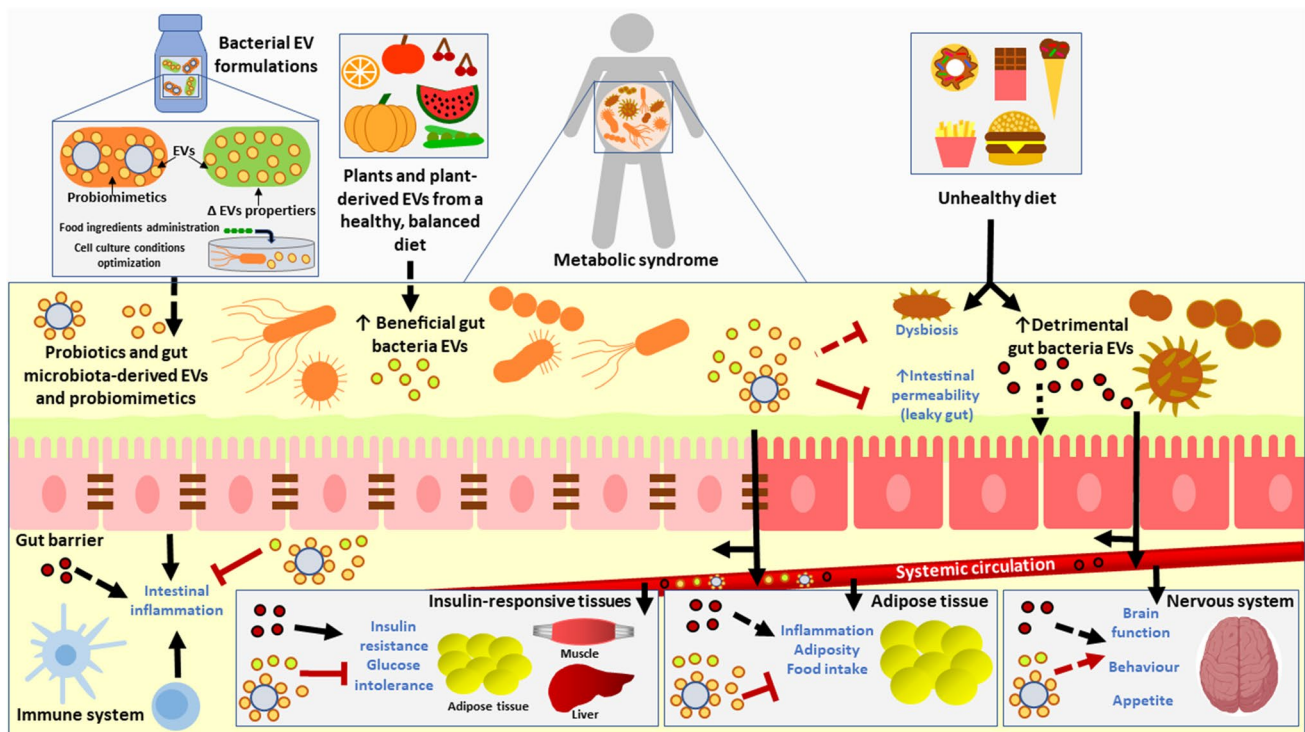 Bacterial EV
formulations
EVs
Probiomimetics
Δ EVs propertiers
Food ingredients administration
Cell culture conditions
optimization
Plants and plant-
derived EVs from a
healthy, balanced
diet
Metabolic syndrome
Unhealthy diet
Probiotics and gut
microbiota-derived EVs
and probiomimetics
↑ Beneficial gut
bacteria EVs
Dysbiosis
↑Intestinal
permeability
(leaky gut)
↑ Detrimental
gut bacteria EVs
Gut barrier
Intestinal
inflammation
Immune system
Systemic circulation
Insulin-responsive tissues
Insulin
resistance
Glucose
intolerance
Adipose tissue
Muscle
Liver
Adipose tissue
Inflammation
Adiposity
Food intake
Nervous system
Brain
function
Behaviour
Appetite